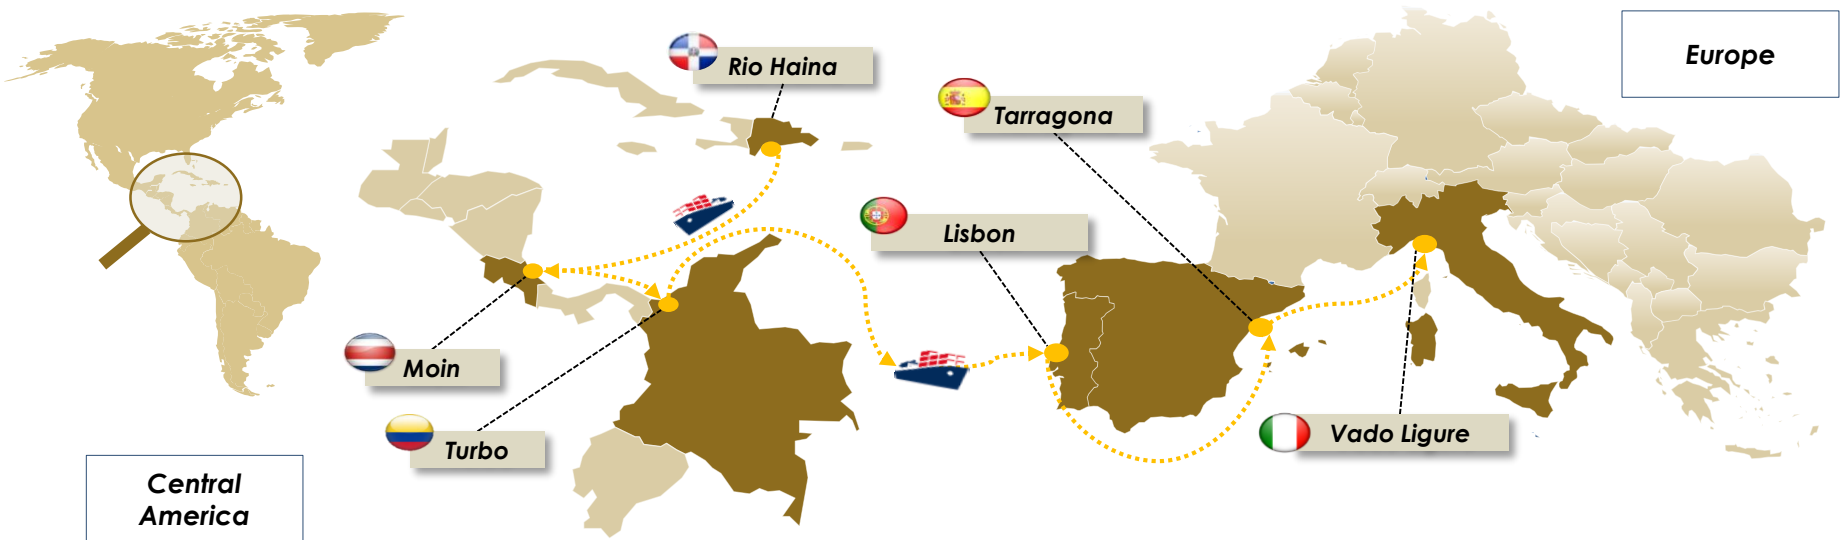 Rio Haina
Europe
Tarragona
Lisbon
Moin
Turbo
Vado Ligure
Central
America